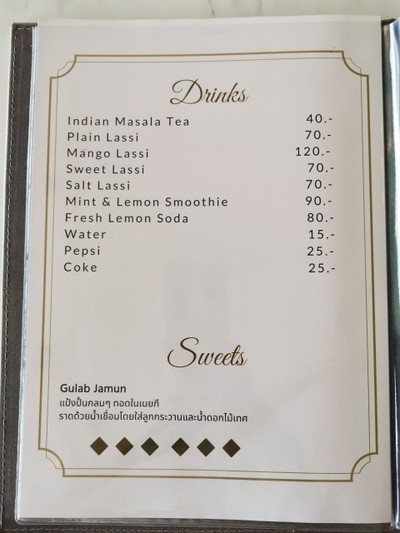 Drinks
Indian Masala Tea 40.-
Plain Lassi 70.-
Mango Lassi 120.-
Sweet Lassi 70.-
Salt Lassi 70.-
Mint & Lemon Smoothie 90.-
Fresh Lemon Soda 80.-
Water 15.-
Pepsi 25.-
Coke 25.-
Sweets
Gulab Jamun
แป้งปั้นกลมๆ ทอดในเนยกี
ราดด้วยน้ำเชื่อมโดยใส่ลูกกระวานและน้ำดอกไม้เทศ